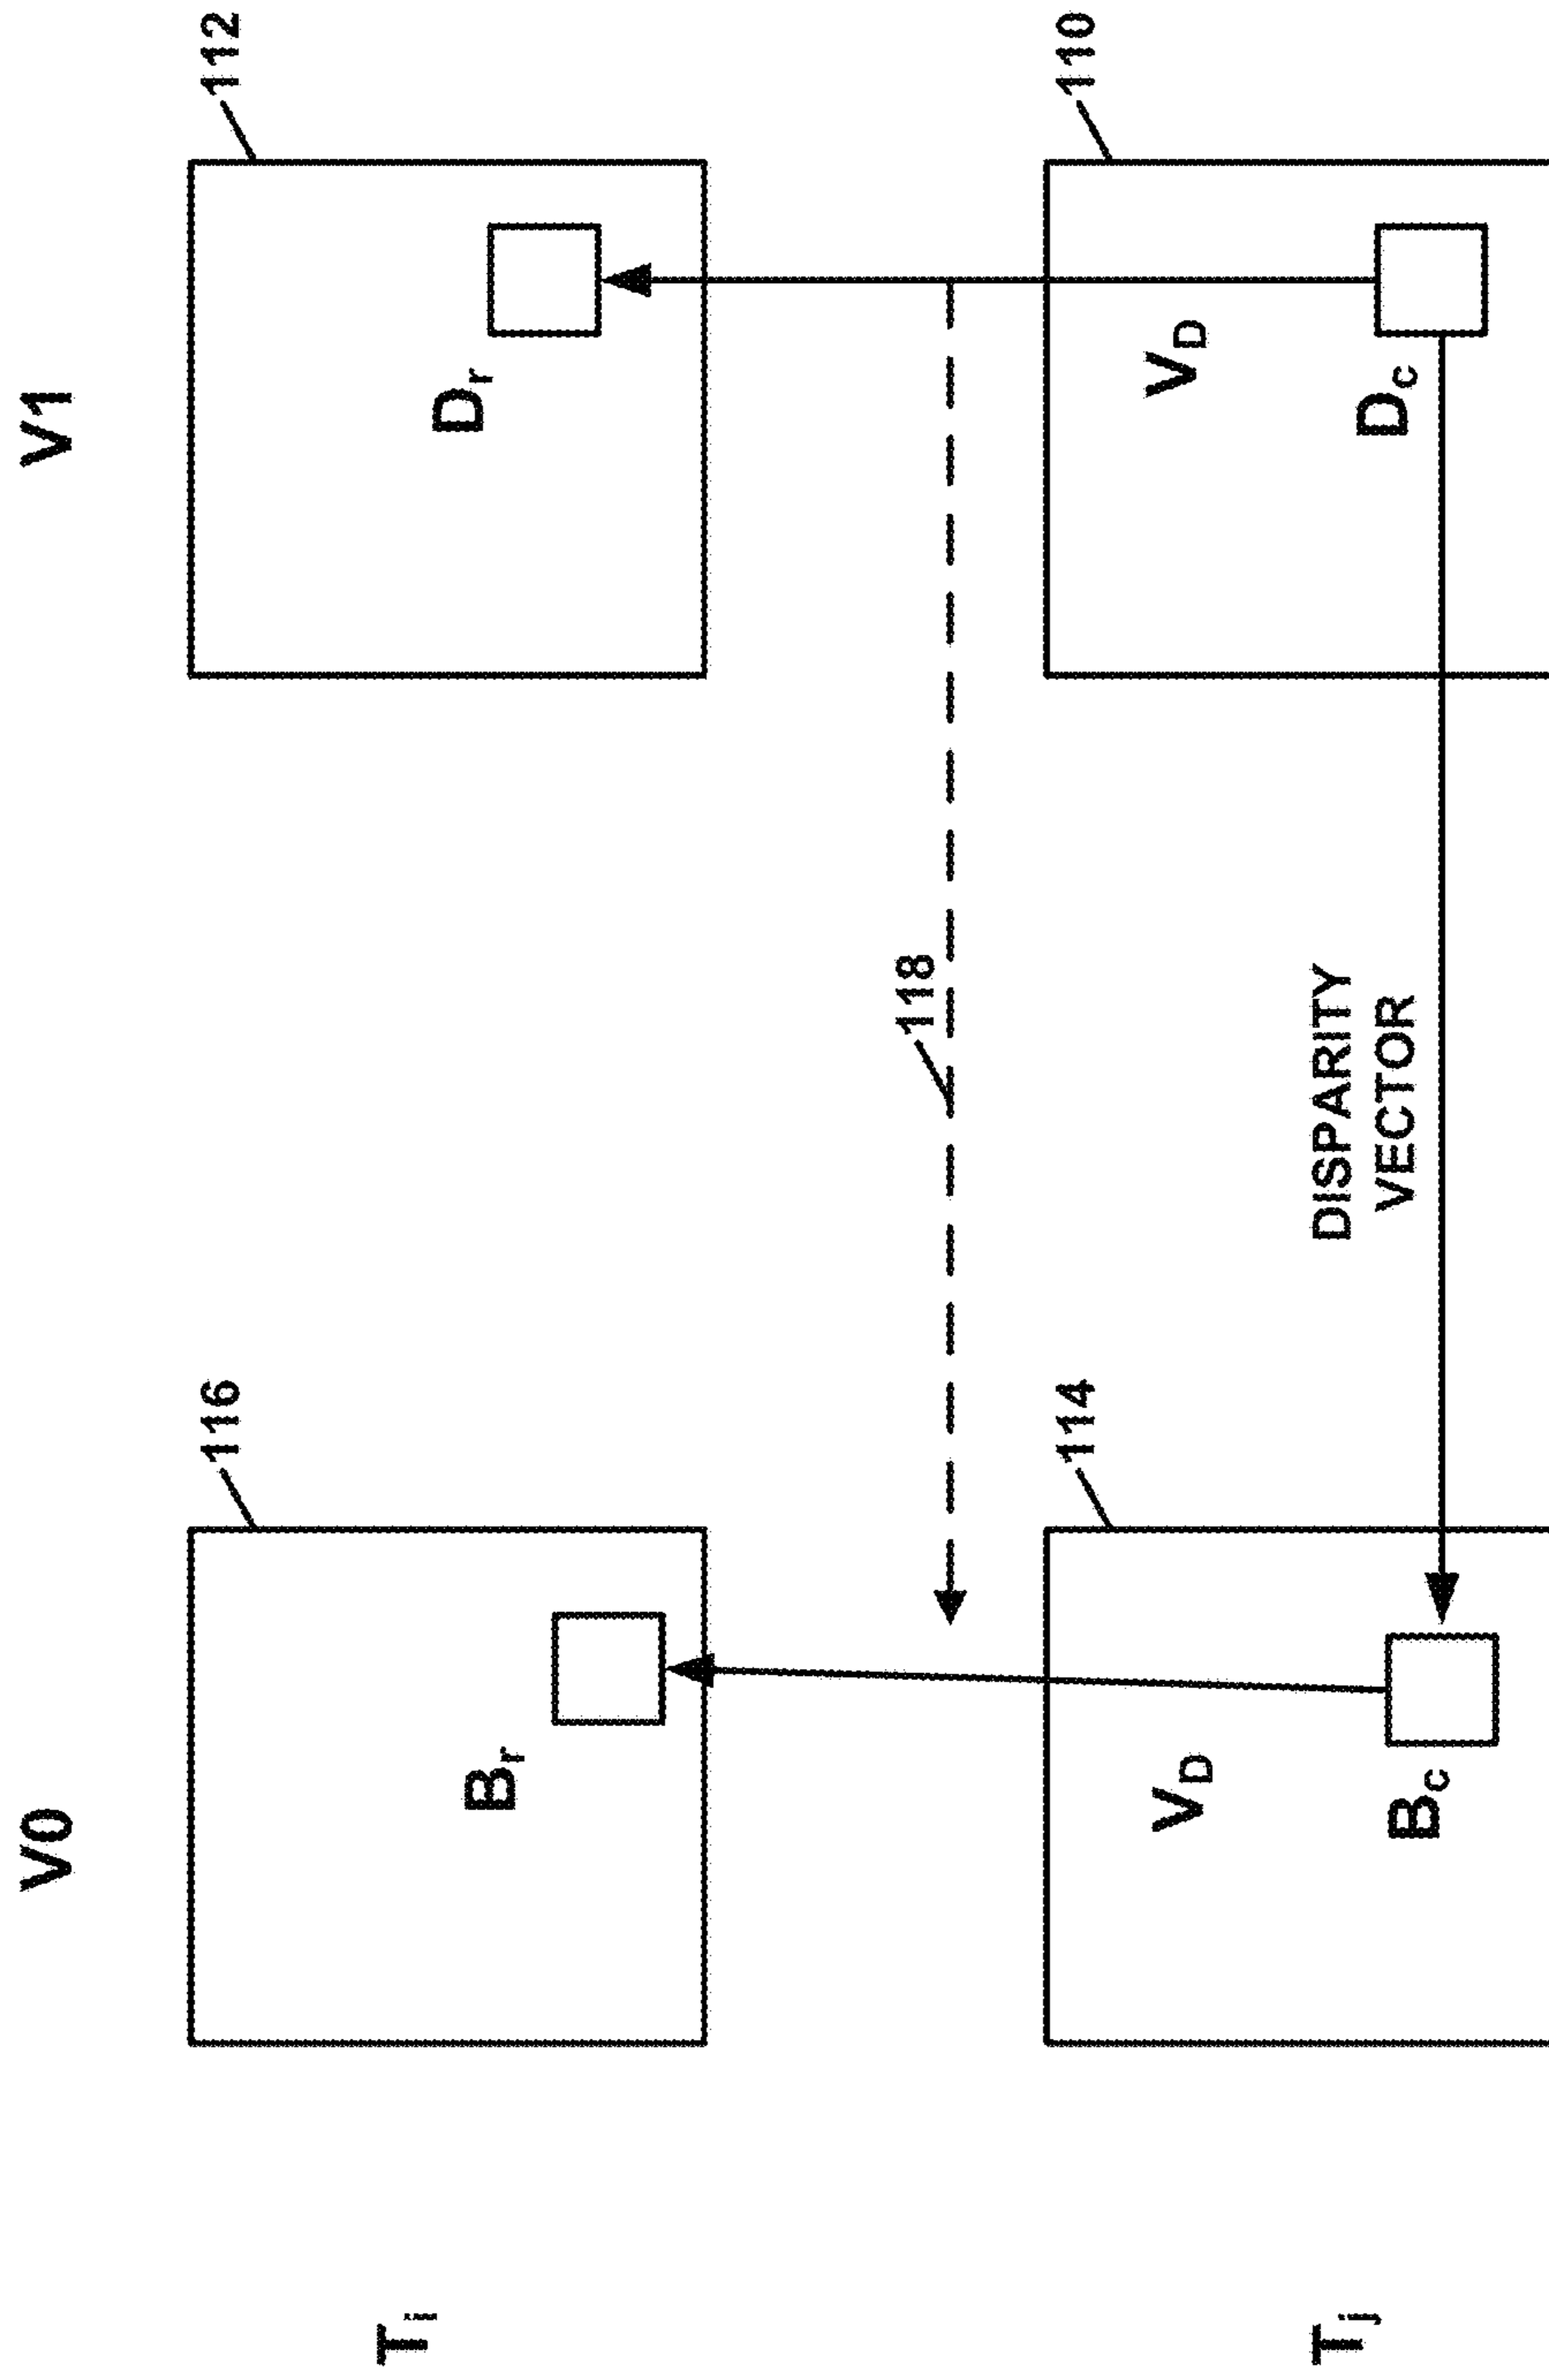 V0
V1
116
112
Ti
Br
Dr
118
114
110
VD
VD
Tj
Bc
Dc
DISPARITY
VECTOR